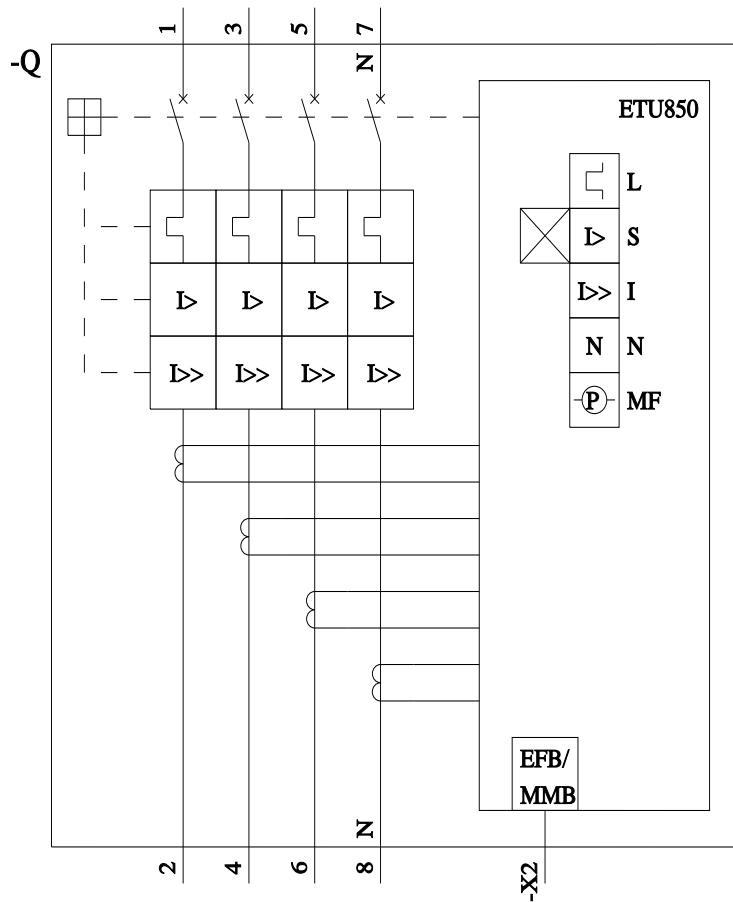 1 3 5 7
-Q
N
ETU850
L
I> I> I> I>
I> S
I>> I
I>> I>> I>> I>>
N N
P MF
EFB/
MMB
N
2 4 6 8
-X2